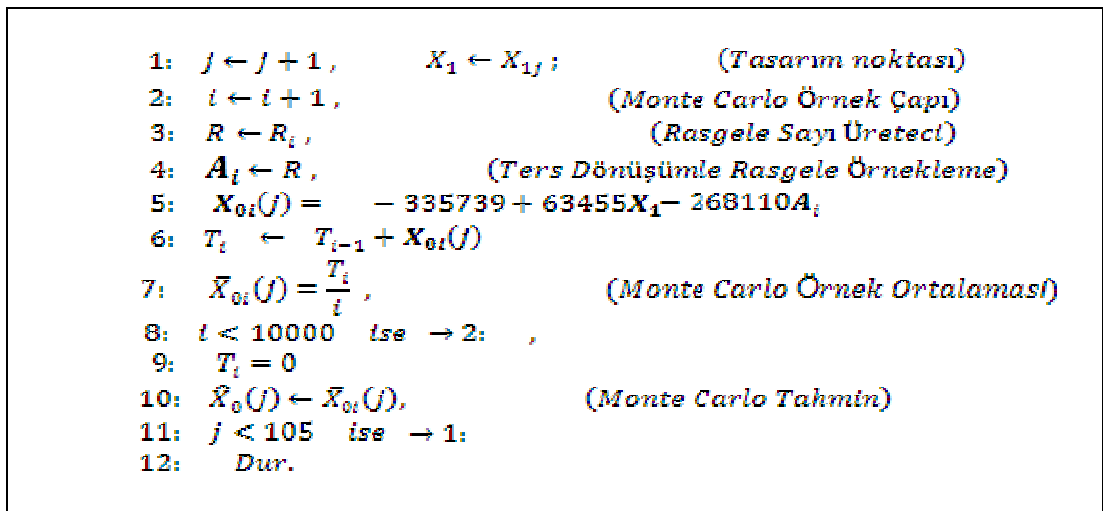 1: j ← j + 1 , X₁ ← X₁ⱼ ; (Tasarım noktası)
2: i ← i + 1 , (Monte Carlo Örnek Çapı)
3: R ← Rᵢ , (Rasgele Sayı Üreteci)
4: Aᵢ ← R , (Ters Dönüşümle Rasgele Örnekleme)
5: X₀ᵢ(j) = − 335739 + 63455X₁− 268110Aᵢ
6: Tᵢ ← Tᵢ₋₁ + X₀ᵢ(j)
7: X̄₀ᵢ(j) = Tᵢ/i , (Monte Carlo Örnek Ortalaması)
8: i < 10000 ise → 2: ,
9: Tᵢ = 0
10: X̂₀(j) ← X̄₀ᵢ(j), (Monte Carlo Tahmin)
11: j < 105 ise → 1:
12: Dur.